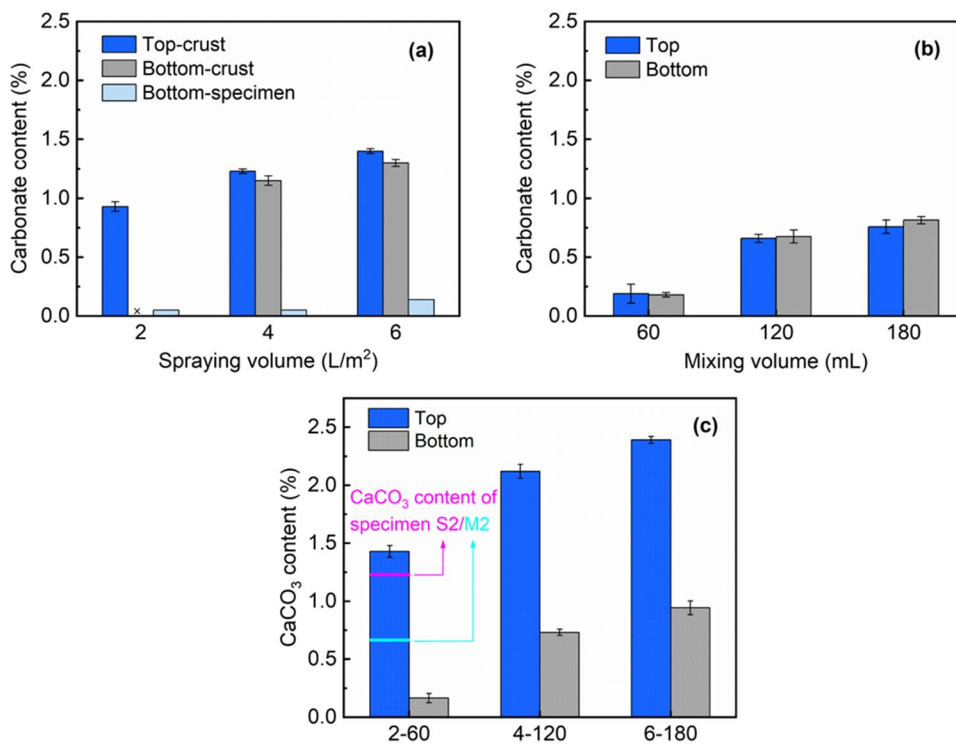 2.5
2.0
1.5
1.0
0.5
0.0
Carbonate content (%)
Top-crust
Bottom-crust
Bottom-specimen
(a)
×
2
4
6
Spraying volume (L/m²)
2.5
2.0
1.5
1.0
0.5
0.0
Carbonate content (%)
Top
Bottom
(b)
60
120
180
Mixing volume (mL)
2.5
2.0
1.5
1.0
0.5
0.0
CaCO₃ content (%)
Top
Bottom
(c)
CaCO₃ content of
specimen S2/M2
2-60
4-120
6-180